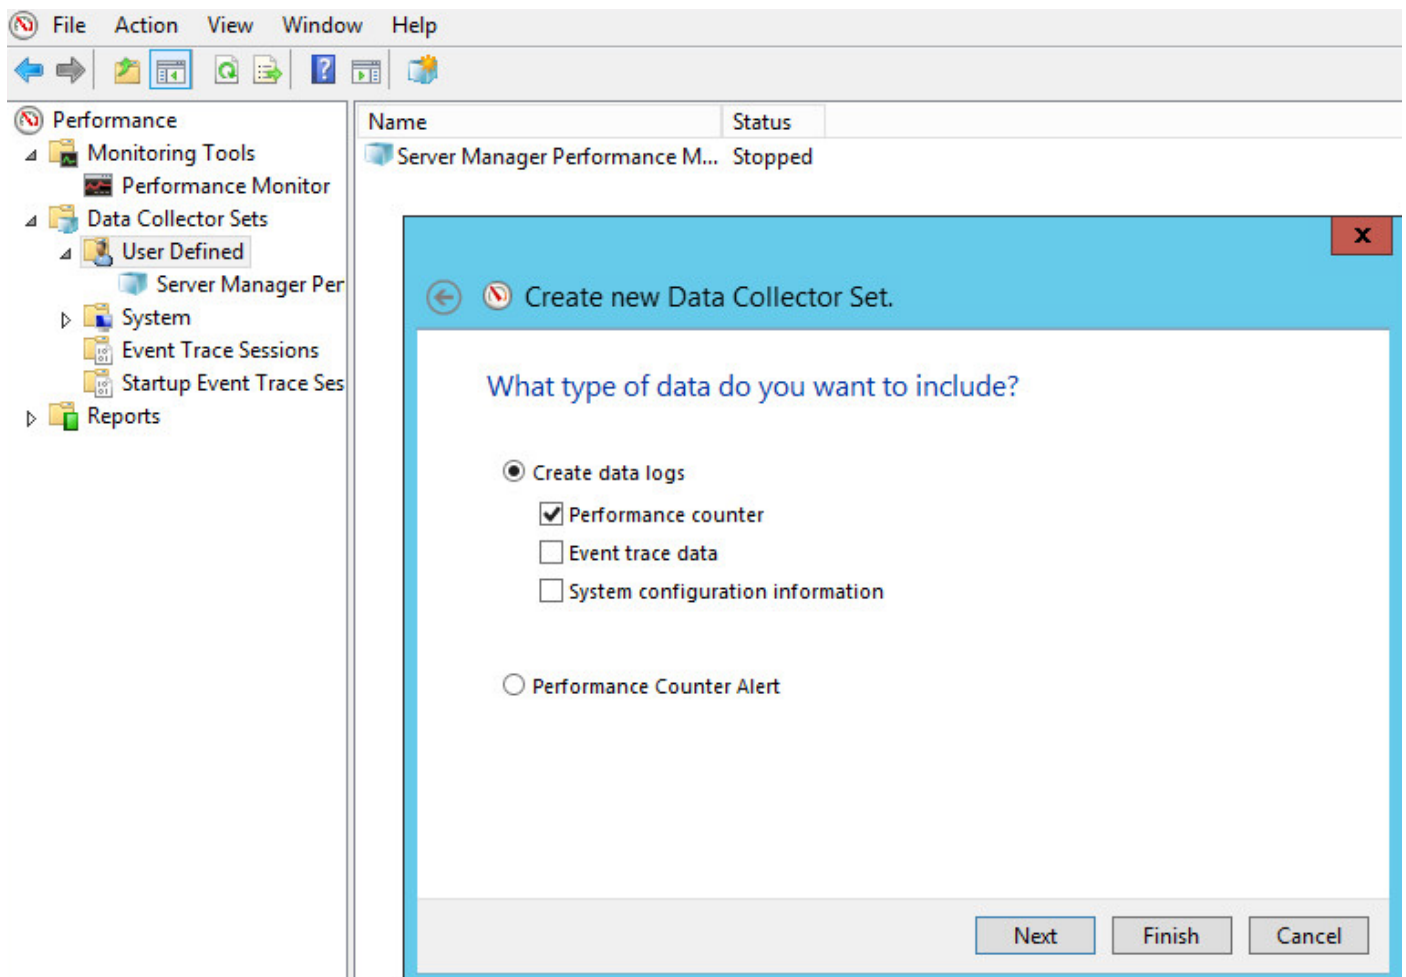 File Action View Window Help
Performance
Monitoring Tools
Performance Monitor
Data Collector Sets
User Defined
Server Manager Per
System
Event Trace Sessions
Startup Event Trace Ses
Reports
Name Status
Server Manager Performance M... Stopped
x
Create new Data Collector Set.
What type of data do you want to include?
Create data logs
Performance counter
Event trace data
System configuration information
Performance Counter Alert
Next Finish Cancel